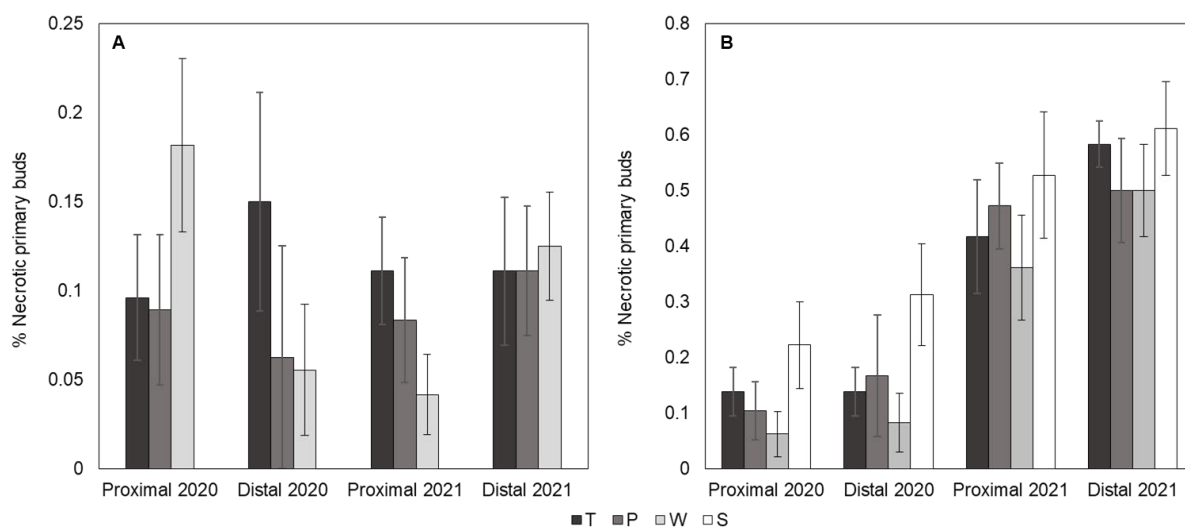 A
% Necrotic primary buds
0.25
0.2
0.15
0.1
0.05
0
Proximal 2020 Distal 2020 Proximal 2021 Distal 2021
B
% Necrotic primary buds
0.8
0.7
0.6
0.5
0.4
0.3
0.2
0.1
0
Proximal 2020 Distal 2020 Proximal 2021 Distal 2021
T P W S